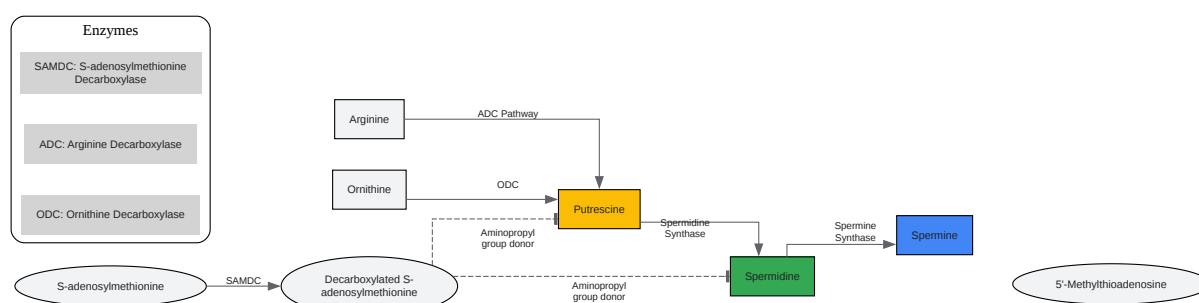 Enzymes
SAMDC: S-adenosylmethionine
Decarboxylase
ADC: Arginine Decarboxylase
ODC: Ornithine Decarboxylase
Arginine
ADC Pathway
Ornithine
ODC
Putrescine
Spermidine
Synthase
Spermine
Synthase
Spermine
Aminopropyl
group donor
S-adenosylmethionine
SAMDC
Decarboxylated S-
adenosylmethionine
Aminopropyl
group donor
Spermidine
5'-Methylthioadenosine